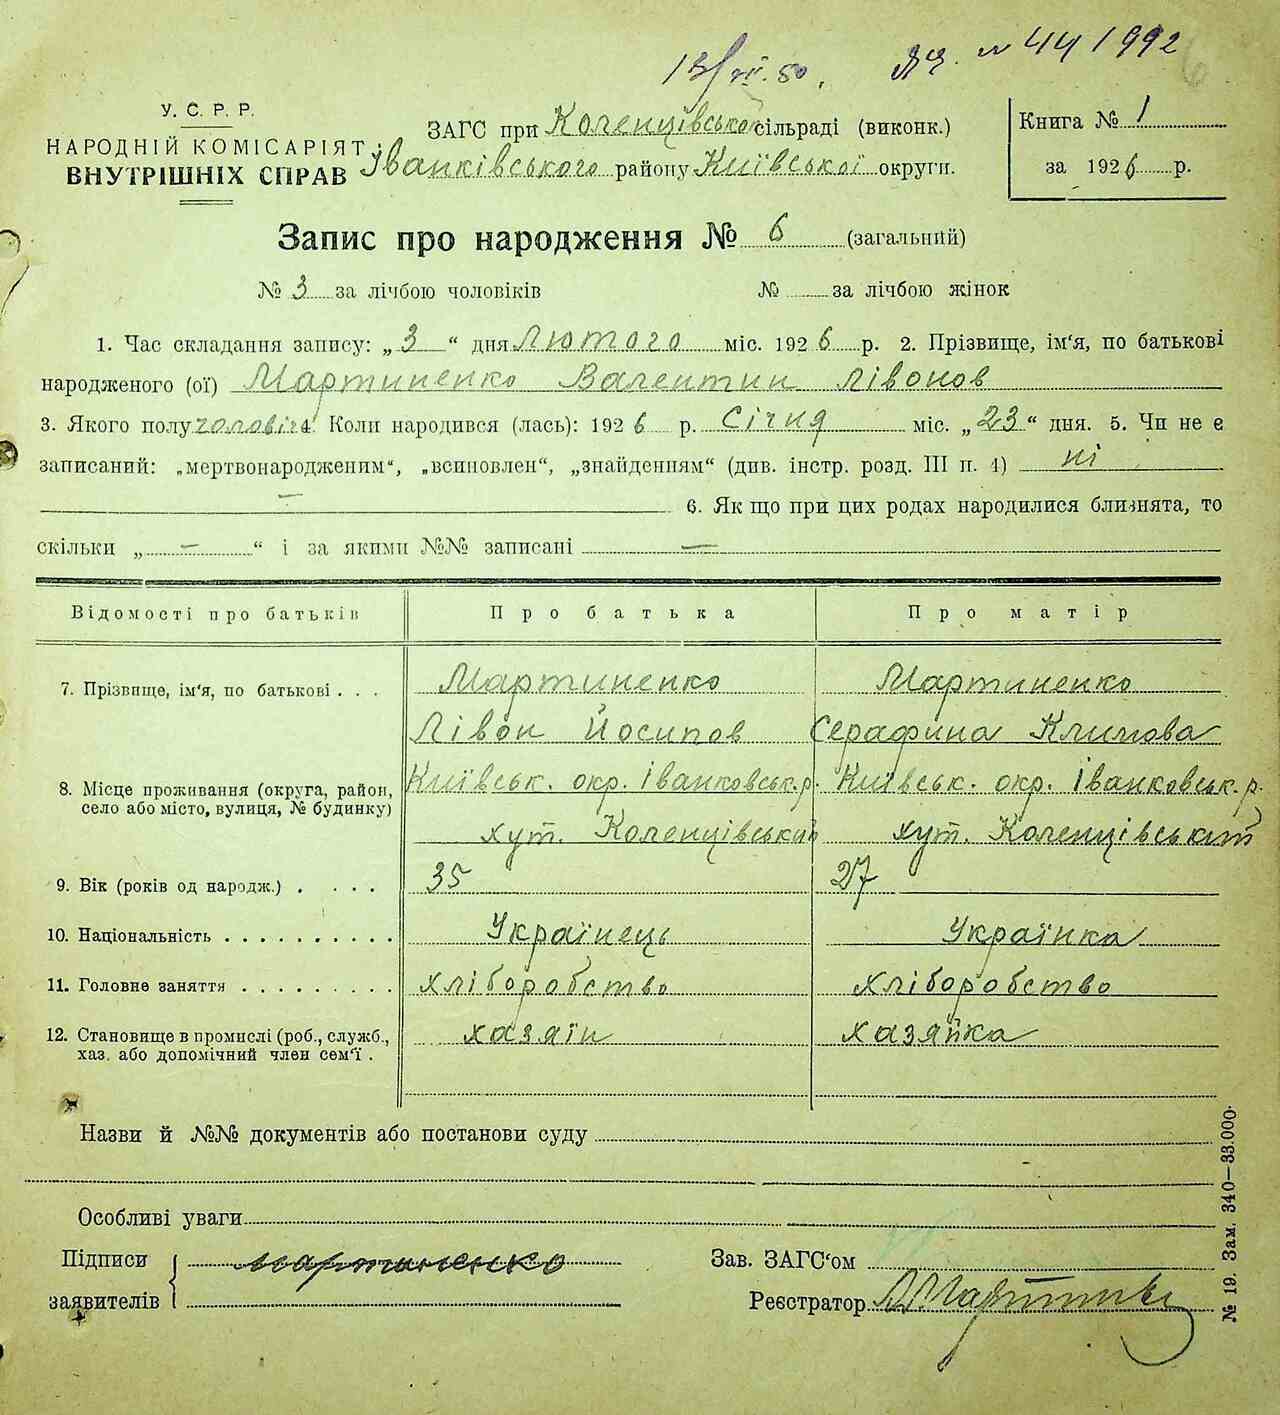 13/VII.50. № 441992 6
У. С. Р. Р.
НАРОДНІЙ КОМІСАРІЯТ
ВНУТРІШНІХ СПРАВ
ЗАГС при Коленцівській сільраді (виконк.)
Іванківського району Київської округи.
Книга № 1
за 1926 р.
Запис про народження № 6 (загальний)
№ 3 за лічбою чоловіків № за лічбою жінок
1. Час складання запису: „3“ дня Лютого міс. 1926 р. 2. Прізвище, ім'я, по батькові
народженого (ої) Мартиненко Валентин Лівонов
3. Якого полу чоловіч 4. Коли народився (лась): 1926 р. Січня міс. „23“ дня. 5. Чи не є
записаний: „мертвонародженим“, „всиновлен“, „знайденням“ (див. інстр. розд. III п. 4) ні
— 6. Як що при цих родах народилися близнята, то
скільки „—“ і за якими №№ записані —
Відомості про батьків Про батька Про матір
7. Прізвище, ім'я, по батькові . . . Мартиненко Мартиненко
Лівон Йосипов Серафина Климова
8. Місце проживання (округа, район, село або місто, вулиця, № будинку) Київськ. окр. Іванковськ. р. Київськ. окр. Іванковськ. р.
хут. Коленцівський хут. Коленцівський
9. Вік (років од народж.) . . . . 35 27
10. Національність . . . . . . . . . . Українець Українка
11. Головне заняття . . . . . . . . . хліборобство хліборобство
12. Становище в промислі (роб., служб., хаз. або допомічний член сем'ї . хазяїн хазяйка
Назви й №№ документів або постанови суду
Особливі уваги
Підписи заявителів Мартиненко
Зав. ЗАГС'ом
Реєстратор
№ 19. Зам. 340—33.000.